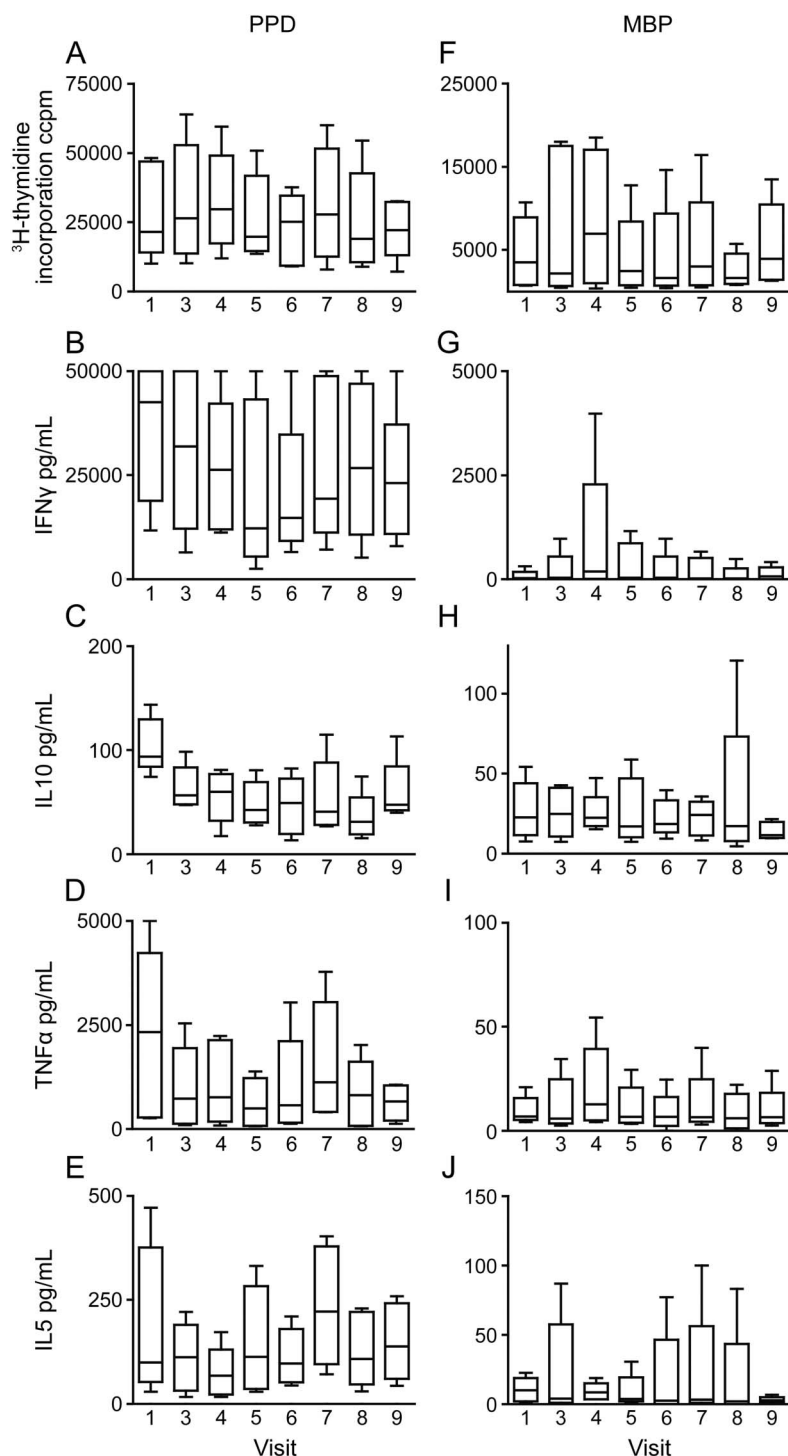 PPD
MBP
A
³H-thymidine
incorporation ccpm
75000
50000
25000
0
1 3 4 5 6 7 8 9
F
25000
15000
5000
1 3 4 5 6 7 8 9
B
IFNγ pg/mL
50000
25000
0
1 3 4 5 6 7 8 9
G
5000
2500
0
1 3 4 5 6 7 8 9
C
IL10 pg/mL
200
100
0
1 3 4 5 6 7 8 9
H
100
50
0
1 3 4 5 6 7 8 9
D
TNFα pg/mL
5000
2500
0
1 3 4 5 6 7 8 9
I
100
50
0
1 3 4 5 6 7 8 9
E
IL5 pg/mL
500
250
0
1 3 4 5 6 7 8 9
Visit
J
150
100
50
0
1 3 4 5 6 7 8 9
Visit